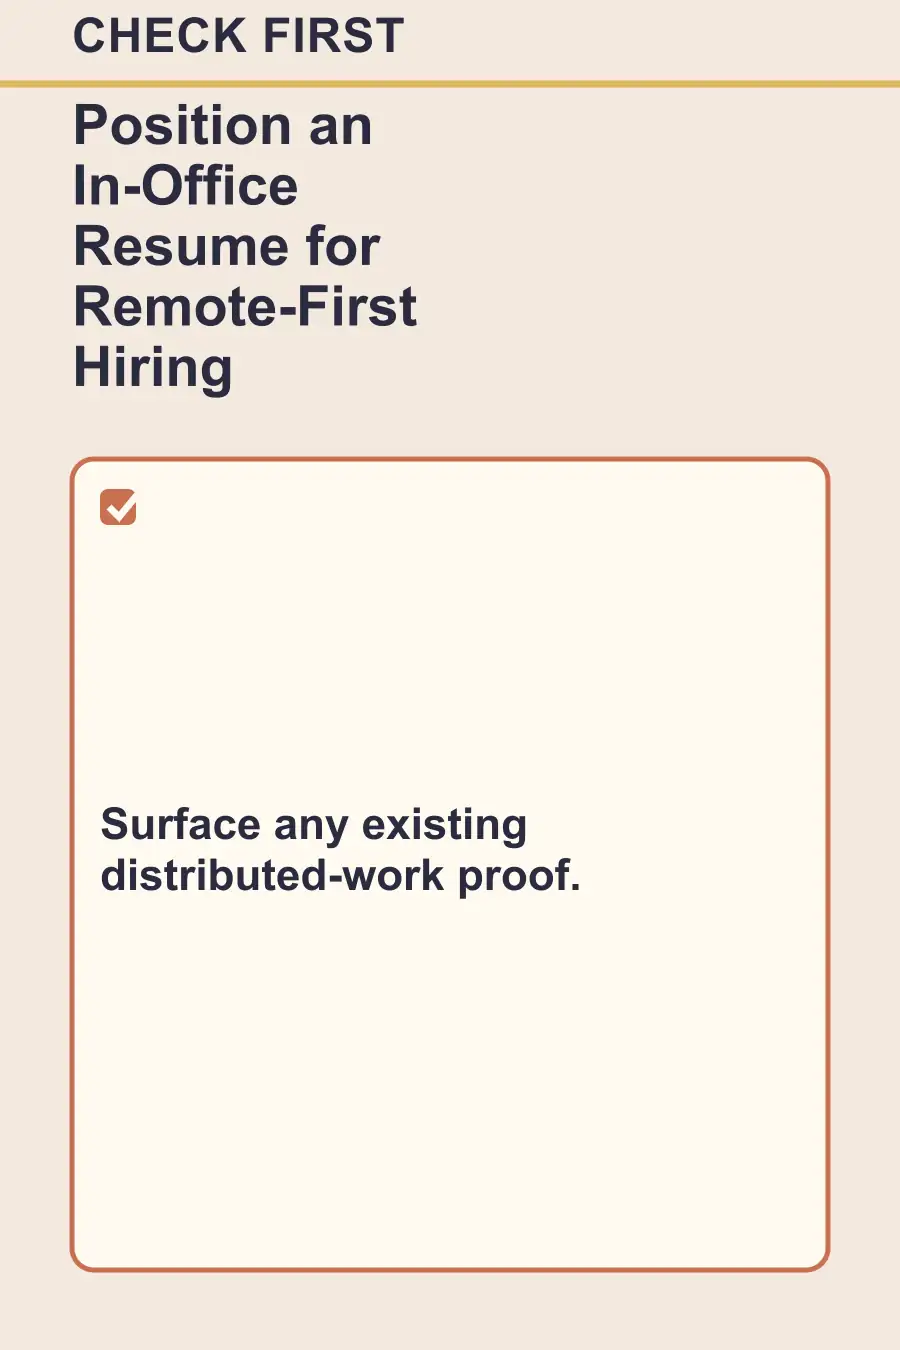 CHECK FIRST
Position an
In-Office
Resume for
Remote-First
Hiring
Surface any existing
distributed-work proof.